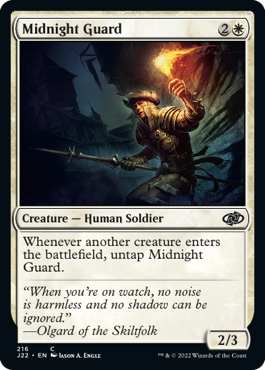 Midnight Guard 2
Creature — Human Soldier
Whenever another creature enters
the battlefield, untap Midnight
Guard.
“When you’re on watch, no noise
is harmless and no shadow can be
ignored.”
—Olgard of the Skiltfolk
2/3
216 C
J22 • EN Jason A. Engle
™ & © 2022 Wizards of the Coast